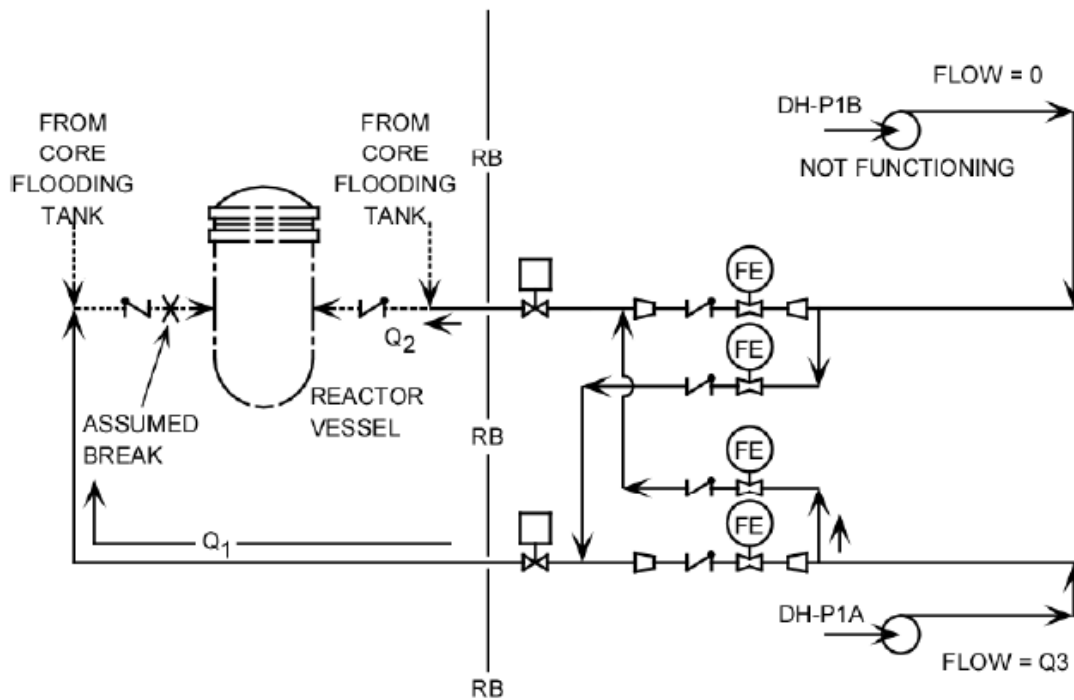 FLOW = 0
DH-P1B
NOT FUNCTIONING
FROM
CORE
FLOODING
TANK
FROM
CORE
FLOODING
TANK
RB
FE
Q2
FE
ASSUMED
BREAK
REACTOR
VESSEL
RB
FE
Q1
FE
DH-P1A
FLOW = Q3
RB